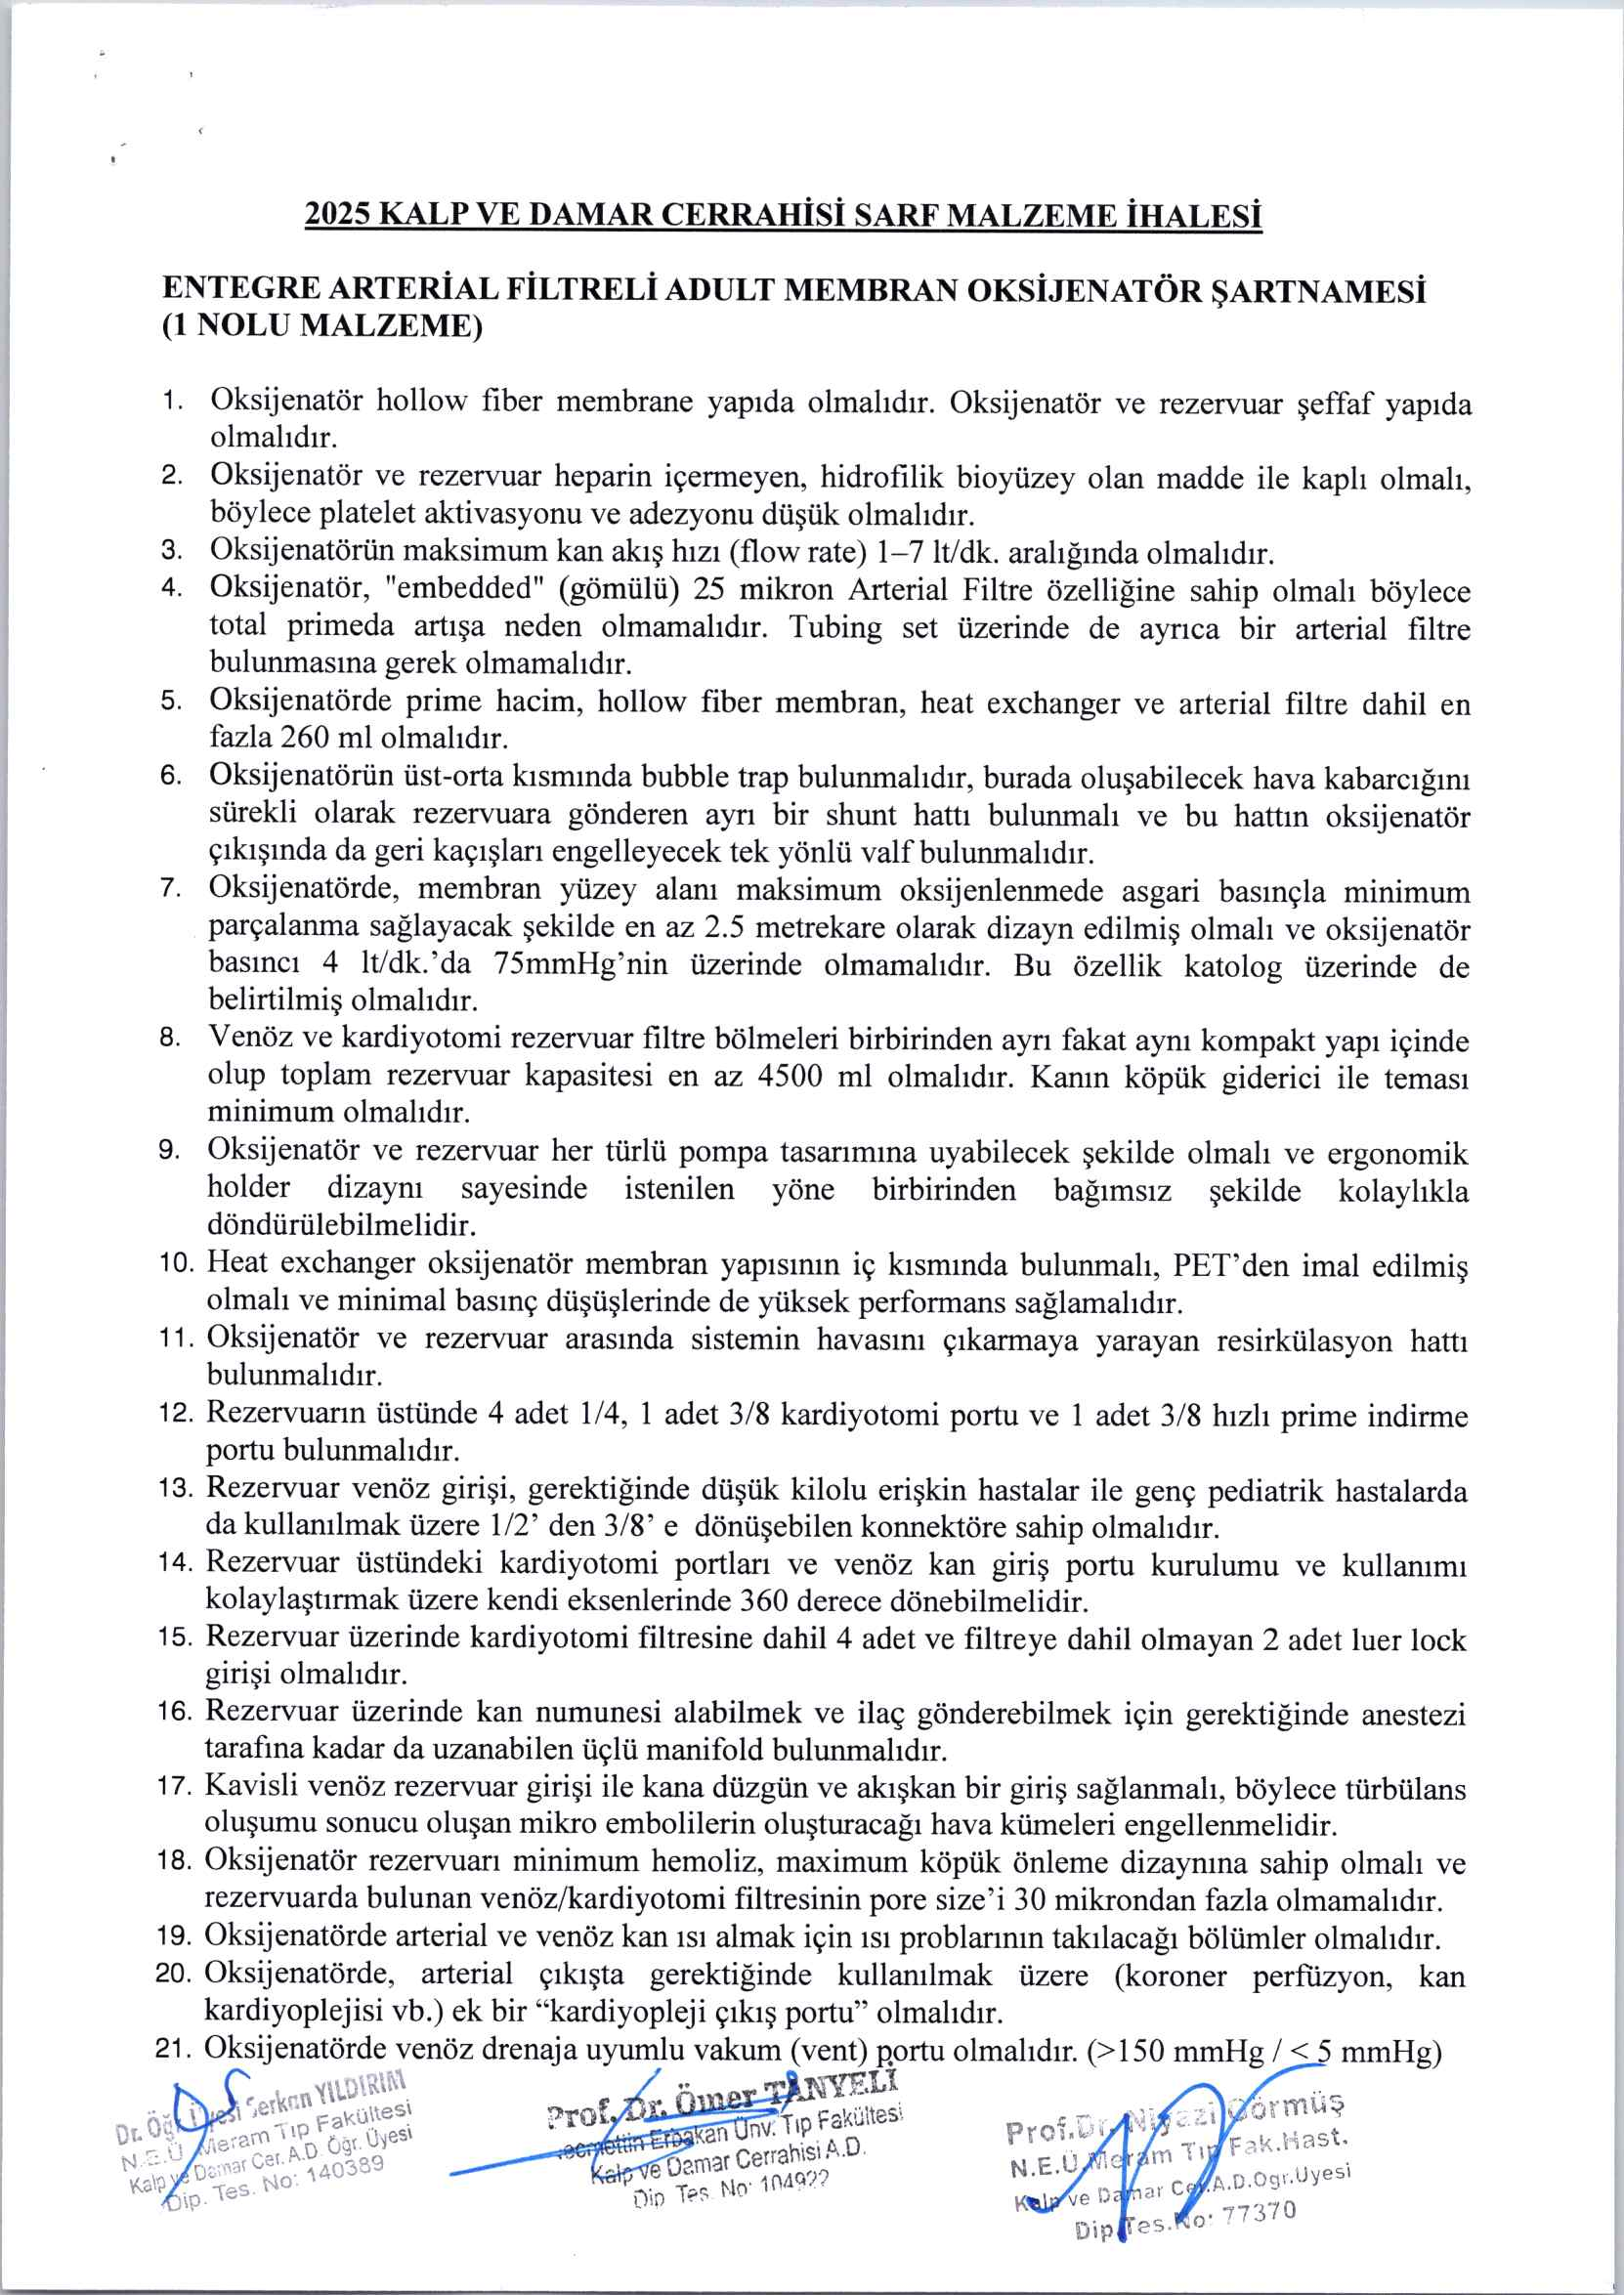 2025 KALP VE DAMAR CERRAHİSİ SARF MALZEME İHALESİ
ENTEGRE ARTERİAL FİLTRELİ ADULT MEMBRAN OKSİJENATÖR ŞARTNAMESİ
(1 NOLU MALZEME)
1. Oksijenatör hollow fiber membrane yapıda olmalıdır. Oksijenatör ve rezervuar şeffaf yapıda
olmalıdır.
2. Oksijenatör ve rezervuar heparin içermeyen, hidrofilik bioyüzey olan madde ile kaplı olmalı,
böylece platelet aktivasyonu ve adezyonu düşük olmalıdır.
3. Oksijenatörün maksimum kan akış hızı (flow rate) 1–7 lt/dk. aralığında olmalıdır.
4. Oksijenatör, "embedded" (gömülü) 25 mikron Arterial Filtre özelliğine sahip olmalı böylece
total primeda artışa neden olmamalıdır. Tubing set üzerinde de ayrıca bir arterial filtre
bulunmasına gerek olmamalıdır.
5. Oksijenatörde prime hacim, hollow fiber membran, heat exchanger ve arterial filtre dahil en
fazla 260 ml olmalıdır.
6. Oksijenatörün üst-orta kısmında bubble trap bulunmalıdır, burada oluşabilecek hava kabarcığını
sürekli olarak rezervuara gönderen ayrı bir shunt hattı bulunmalı ve bu hattın oksijenatör
çıkışında da geri kaçışları engelleyecek tek yönlü valf bulunmalıdır.
7. Oksijenatörde, membran yüzey alanı maksimum oksijenlenmede asgari basınçla minimum
parçalanma sağlayacak şekilde en az 2.5 metrekare olarak dizayn edilmiş olmalı ve oksijenatör
basıncı 4 lt/dk.’da 75mmHg’nin üzerinde olmamalıdır. Bu özellik katolog üzerinde de
belirtilmiş olmalıdır.
8. Venöz ve kardiyotomi rezervuar filtre bölmeleri birbirinden ayrı fakat aynı kompakt yapı içinde
olup toplam rezervuar kapasitesi en az 4500 ml olmalıdır. Kanın köpük giderici ile teması
minimum olmalıdır.
9. Oksijenatör ve rezervuar her türlü pompa tasarımına uyabilecek şekilde olmalı ve ergonomik
holder dizaynı sayesinde istenilen yöne birbirinden bağımsız şekilde kolaylıkla
döndürülebilmelidir.
10. Heat exchanger oksijenatör membran yapısının iç kısmında bulunmalı, PET’den imal edilmiş
olmalı ve minimal basınç düşüşlerinde de yüksek performans sağlamalıdır.
11. Oksijenatör ve rezervuar arasında sistemin havasını çıkarmaya yarayan resirkülasyon hattı
bulunmalıdır.
12. Rezervuarın üstünde 4 adet 1/4, 1 adet 3/8 kardiyotomi portu ve 1 adet 3/8 hızlı prime indirme
portu bulunmalıdır.
13. Rezervuar venöz girişi, gerektiğinde düşük kilolu erişkin hastalar ile genç pediatrik hastalarda
da kullanılmak üzere 1/2’ den 3/8’ e dönüşebilen konnektöre sahip olmalıdır.
14. Rezervuar üstündeki kardiyotomi portları ve venöz kan giriş portu kurulumu ve kullanımı
kolaylaştırmak üzere kendi eksenlerinde 360 derece dönebilmelidir.
15. Rezervuar üzerinde kardiyotomi filtresine dahil 4 adet ve filtreye dahil olmayan 2 adet luer lock
girişi olmalıdır.
16. Rezervuar üzerinde kan numunesi alabilmek ve ilaç gönderebilmek için gerektiğinde anestezi
tarafına kadar da uzanabilen üçlü manifold bulunmalıdır.
17. Kavisli venöz rezervuar girişi ile kana düzgün ve akışkan bir giriş sağlanmalı, böylece türbülans
oluşumu sonucu oluşan mikro embolilerin oluşturacağı hava kümeleri engellenmelidir.
18. Oksijenatör rezervuarı minimum hemoliz, maximum köpük önleme dizaynına sahip olmalı ve
rezervuarda bulunan venöz/kardiyotomi filtresinin pore size’i 30 mikrondan fazla olmamalıdır.
19. Oksijenatörde arterial ve venöz kan ısı almak için ısı problarının takılacağı bölümler olmalıdır.
20. Oksijenatörde, arterial çıkışta gerektiğinde kullanılmak üzere (koroner perfüzyon, kan
kardiyoplejisi vb.) ek bir “kardiyopleji çıkış portu” olmalıdır.
21. Oksijenatörde venöz drenaja uyumlu vakum (vent) portu olmalıdır. (>150 mmHg / < 5 mmHg)
Dr. Öğr. Üyesi Serkan YILDIRIM
N.E.Ü Meram Tıp Fakültesi
Kalp ve Damar Cer. A.D. Öğr. Üyesi
Dip. Tes. No: 140389
Prof. Dr. Ömer TANYELİ
Necmettin Erbakan Ünv. Tıp Fakültesi
Kalp ve Damar Cerrahisi A.D.
Dip. Tes. No: 104922
Prof.Dr. Niyazi Görmüş
N.E.Ü.Meram Tıp Fak.Hast.
Kalp ve Damar Cer.A.D.Ogr.Uyesi
Dip.Tes.No: 77370